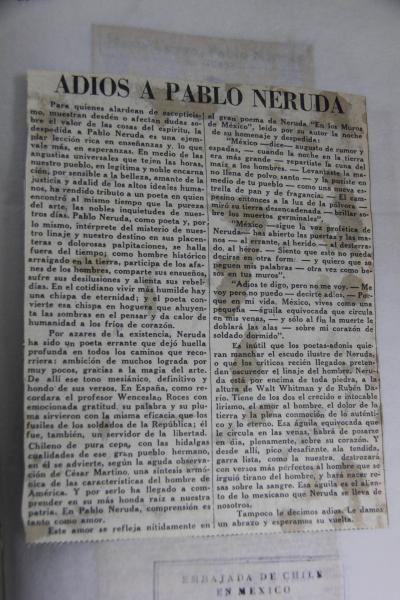 ADIOS A PABLO NERUDA
Para quienes alardean de escepticis-
mo, muestran desdén o afectan dudas so-
bre el valor de las cosas del espíritu, la
despedida a Pablo Neruda es una ejem-
plar lección rica en enseñanzas y, lo que
vale más, en esperanzas. En medio de las
angustias universales que tejen las horas,
nuestro pueblo, en legítima y noble encarna-
ción, por sensible a la belleza, amante de la
justicia y adalid de los altos ideales huma-
nos, ha rendido tributo a un poeta en quien
encontró al mismo tiempo que la pureza
del arte, las nobles inquietudes de nues-
tros días. Pablo Neruda, como poeta y, por
lo mismo, intérprete del misterio de nues-
tro linaje y nuestro destino en sus placente-
ras o dolorosas palpitaciones, se halla
fuera del tiempo; como hombre histórico
arraigado en la tierra, participa de los afa-
nes de los hombres, comparte sus ensueños,
sufre sus desilusiones y alienta sus rebel-
días. En el cotidiano vivir más humilde hay
una chispa de eternidad; y el poeta con-
vierte esa chispa en hoguera que ahuyen-
ta las sombras en el pensar y da calor de
humanidad a los fríos de corazón.
Por azares de la existencia, Neruda
ha sido un poeta errante que dejó huella
profunda en todos los caminos que reco-
rriera: ambición de muchos lograda por
muy pocos, gracias a la magia del arte.
De allí ese tono mesiánico, definitivo y
hondo de sus versos. En España, como re-
cordara el profesor Wenceslao Roces con
emocionada gratitud, su palabra y su plu-
ma sirvieron con la misma eficacia que los
fusiles de los soldados de la República; él
fue, también, un servidor de la libertad.
Chileno de pura cepa, con las hidalgas
cualidades de ese gran pueblo hermano,
en él se advierte, según la aguda observa-
ción de César Martino, una síntesis armó-
nica de las características del hombre de
América. Y por serlo ha llegado a com-
prender en su más honda raíz a nuestra
patria. En Pablo Neruda, comprensión es
tanto como amor.
Este amor se refleja nítidamente en
el gran poema de Neruda "En los Muros
de México", leído por su autor la noche
de su homenaje y despedida:
"México —dice— augusto de rumor y
espadas, — cuando la noche en la tierra
era más grande — repartiste la cuna del
maíz a los hombres. — Levantaste la ma-
no llena de polvo santo — y la pusiste en
medio de tu pueblo — como una nueva es-
trella de pan y de fragancia. — El cam-
pesino entonces a la luz de la pólvora —
miró su tierra desencadenada — brillar so-
bre los muertos germinales".
"México —sigue la voz profética de
Neruda— has abierto las puertas y las ma-
nos — al errante, al herido — al desterra-
do, al héroe. — Siento que esto no pueda
decirse en otra forma — y quiero que se
peguen mis palabras — otra vez como be-
sos en tus muros".
"Adiós te digo, pero no me voy. — Me
voy pero no puedo — decirte adiós. — Por-
que en mi vida, México, vives como una
pequeña — águila equivocada que circula
en mis venas — y sólo al fin la muerte le
doblará las alas — sobre mi corazón de
soldado dormido".
Es inútil que los poetas-adonis quie-
ran manchar el escudo ilustre de Neruda,
o que los críticos recién llegados preten-
dan oscurecer el linaje del hombre. Neru-
da está por encima de toda piedra, a la
altura de Walt Whitman y de Rubén Da-
río. Tiene de los dos el crecido e intocable
lirismo, el amor al hombre, el dolor de la
tierra y la plena comunión de lo auténti-
co y lo eterno. Esa águila equivocada que
le circula en las venas, habrá de posarse
en día, plenamente, sobre su corazón. Y
desde allí, pico desafiante, ala tendida,
garra lista, como la nuestra, destrozará
con versos más perfectos al hombre que se
irguió tirano del hombre, y hará nacer ro-
sas sobre la sangre. Esa águila es el alien-
to de lo mexicano que Neruda se lleva de
nosotros.
Tampoco le decimos adiós. Le damos
un abrazo y esperamos su vuelta.
EMBAJADA DE CHILE
EN MEXICO